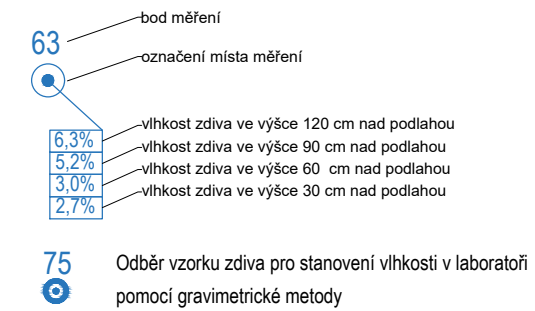 bod měření
63
označení místa měření
6,3% vlhkost zdiva ve výšce 120 cm nad podlahou
5,2% vlhkost zdiva ve výšce 90 cm nad podlahou
3,0% vlhkost zdiva ve výšce 60 cm nad podlahou
2,7% vlhkost zdiva ve výšce 30 cm nad podlahou
75 Odběr vzorku zdiva pro stanovení vlhkosti v laboratoři
pomocí gravimetrické metody